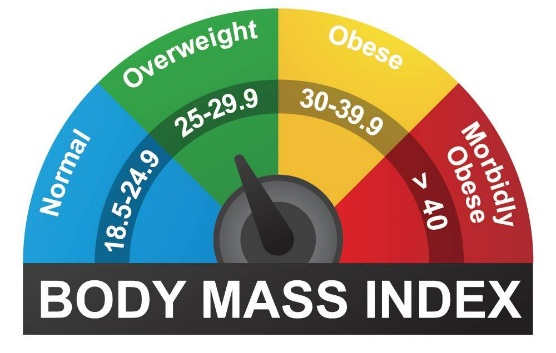 Normal
18.5-24.9
Overweight
25-29.9
Obese
30-39.9
Morbidly
Obese
> 40
BODY MASS INDEX